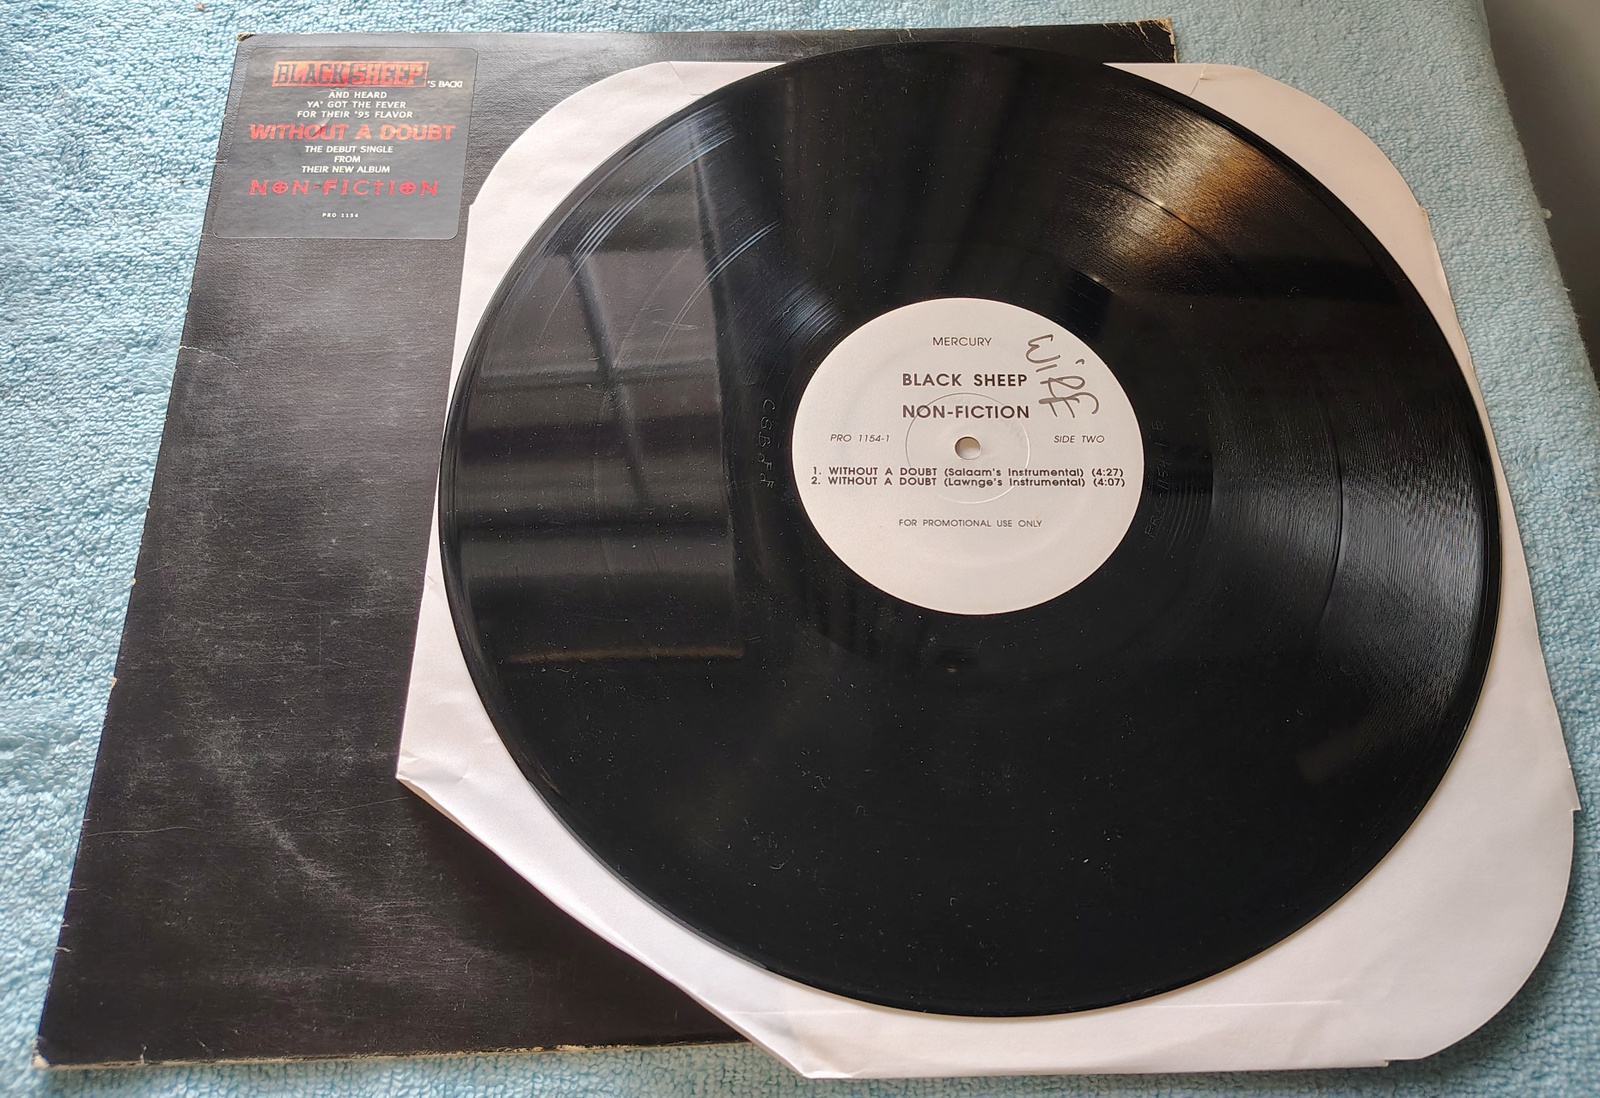 BLACK SHEEP 'S BACK!
AND HEARD
YA' GOT THE FEVER
FOR THEIR '95 FLAVOR
WITHOUT A DOUBT
THE DEBUT SINGLE
FROM
THEIR NEW ALBUM
NON-FICTION
PRO 1154
MERCURY
WIFE
BLACK SHEEP
NON-FICTION
PRO 1154-1 SIDE TWO
1. WITHOUT A DOUBT (Salaam's Instrumental) (4:27)
2. WITHOUT A DOUBT (Lawnge's Instrumental) (4:07)
FOR PROMOTIONAL USE ONLY